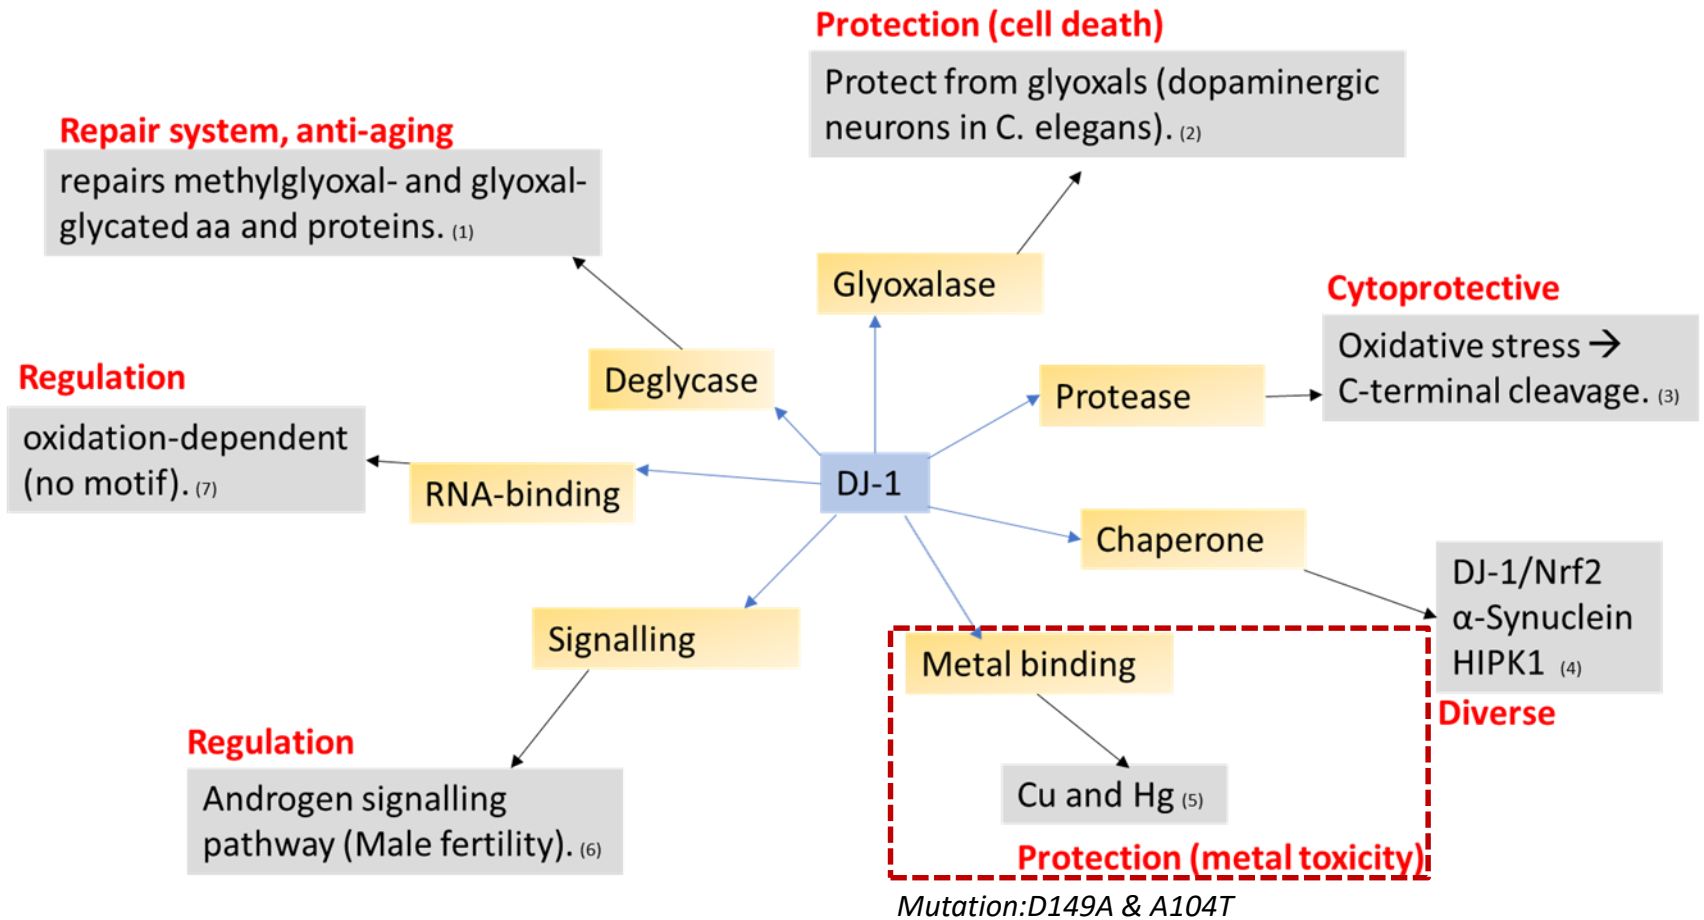 Protection (cell death)
Protect from glyoxals (dopaminergic
neurons in C. elegans). (2)
Repair system, anti-aging
repairs methylglyoxal- and glyoxal-
glycated aa and proteins. (1)
Glyoxalase
Cytoprotective
Oxidative stress →
C-terminal cleavage. (3)
Deglycase
Protease
Regulation
oxidation-dependent
(no motif). (7)
RNA-binding
DJ-1
Chaperone
DJ-1/Nrf2
α-Synuclein
HIPK1 (4)
Diverse
Signalling
Metal binding
Regulation
Androgen signalling
pathway (Male fertility). (6)
Cu and Hg (5)
Protection (metal toxicity)
Mutation:D149A & A104T